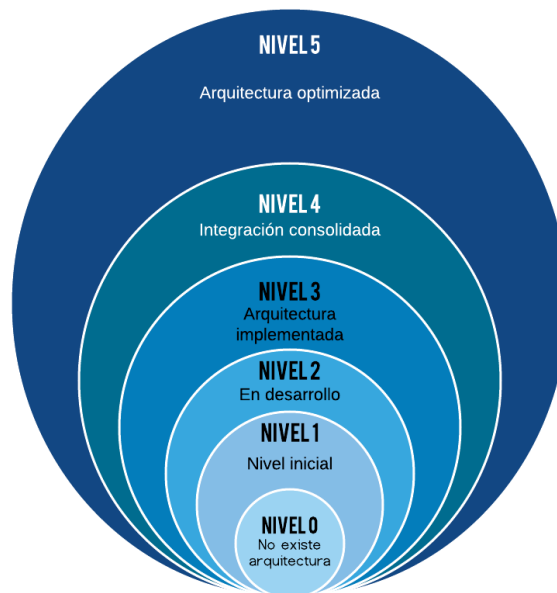 NIVEL 5
Arquitectura optimizada
NIVEL 4
Integración consolidada
NIVEL 3
Arquitectura
implementada
NIVEL 2
En desarrollo
NIVEL 1
Nivel inicial
NIVEL 0
No existe
arquitectura